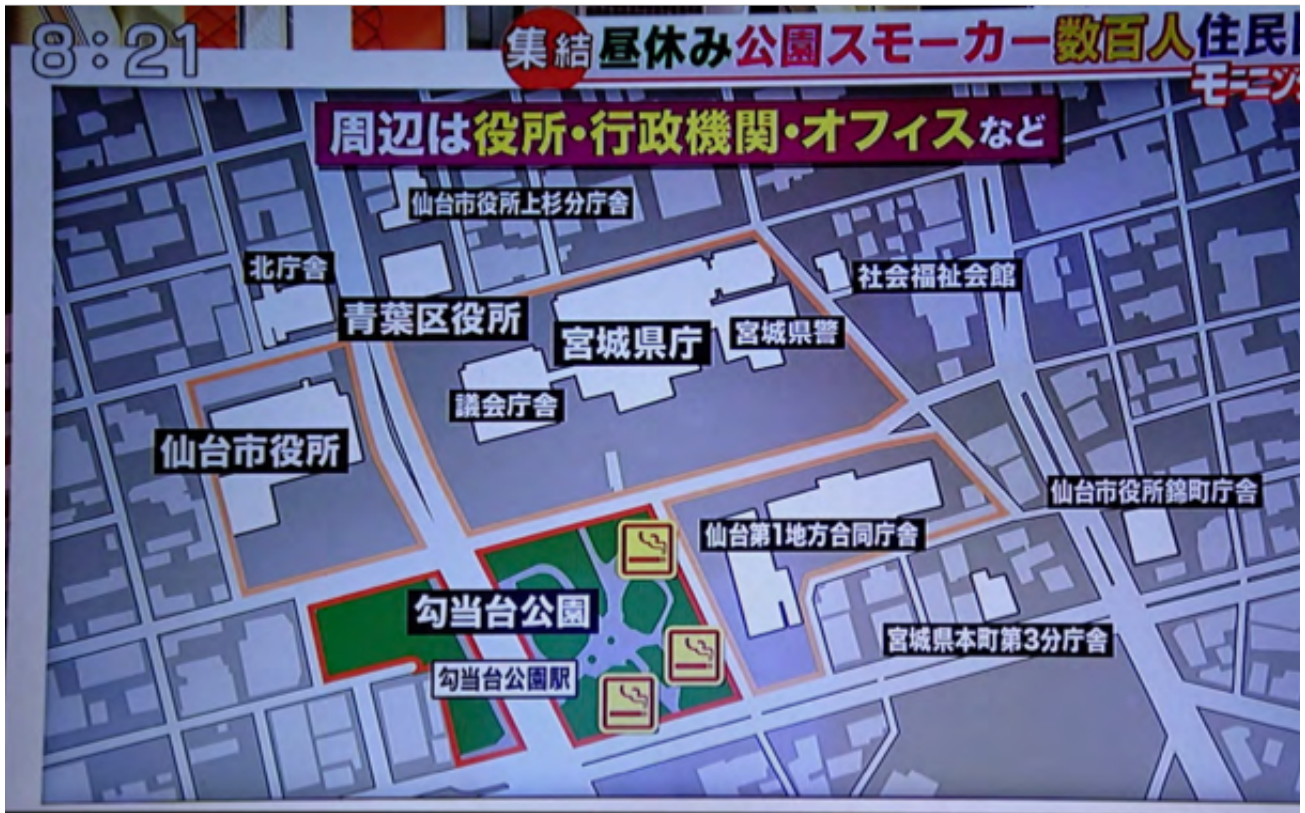 8:21
集結 昼休み公園スモーカー数百人住民
モーニン
周辺は役所・行政機関・オフィスなど
仙台市役所上杉分庁舎
北庁舎
社会福祉会館
青葉区役所
宮城県庁
宮城県警
議会庁舎
仙台市役所
仙台市役所錦町庁舎
仙台第1地方合同庁舎
勾当台公園
宮城県本町第3分庁舎
勾当台公園駅